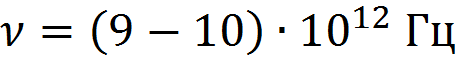 𝜈 = (9 − 10) · 10¹² Гц